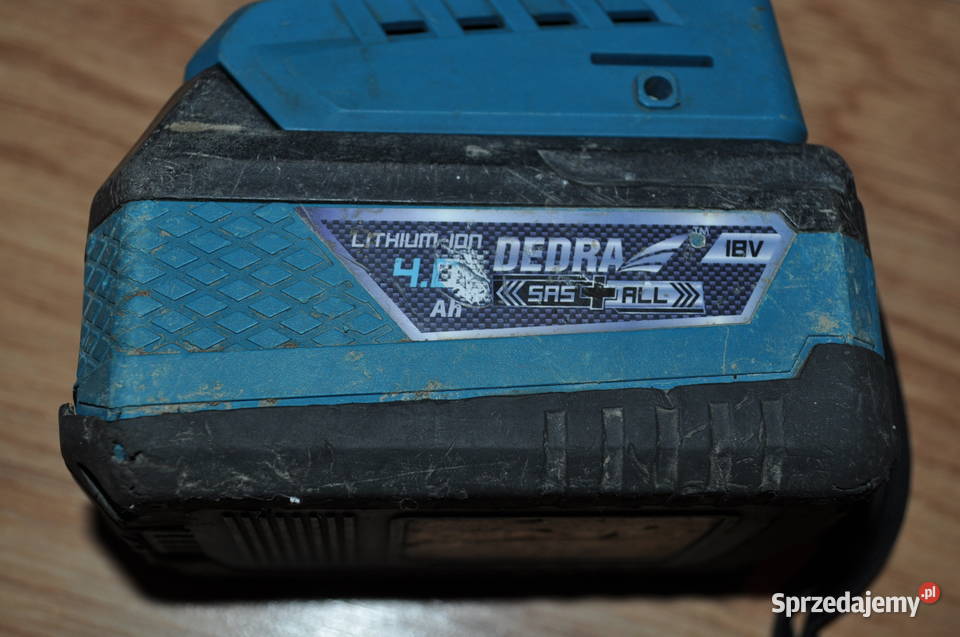 LITHIUM-ION
4.0
Ah
DEDRA
SAS+ALL
18V
Sprzedajemy.pl